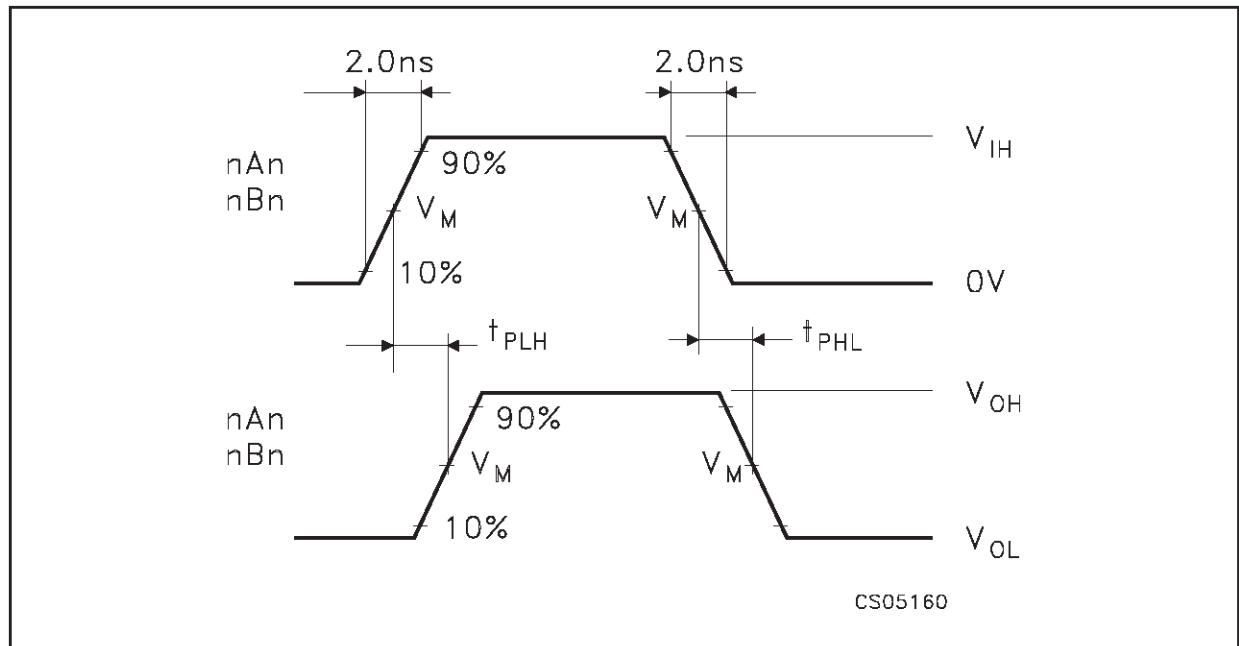 2.0ns 2.0ns
V_IH
nAn
nBn
90%
V_M V_M
10%
0V
t_PLH t_PHL
V_OH
nAn
nBn
90%
V_M V_M
10%
V_OL
CS05160